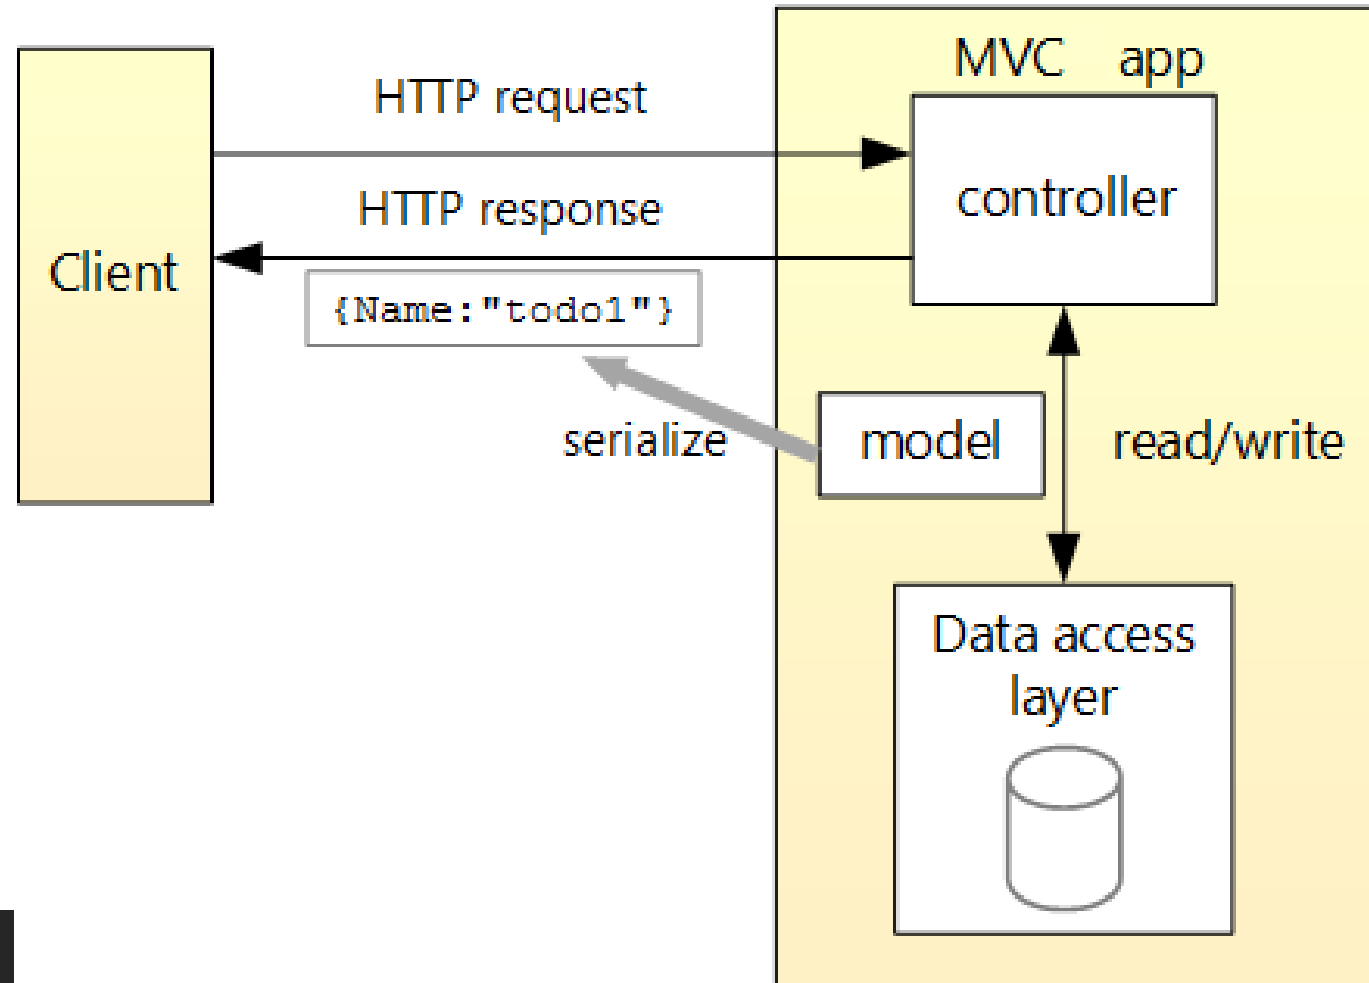 MVC app
HTTP request
controller
HTTP response
Client
{Name:"todo1"}
serialize
model
read/write
Data access
layer